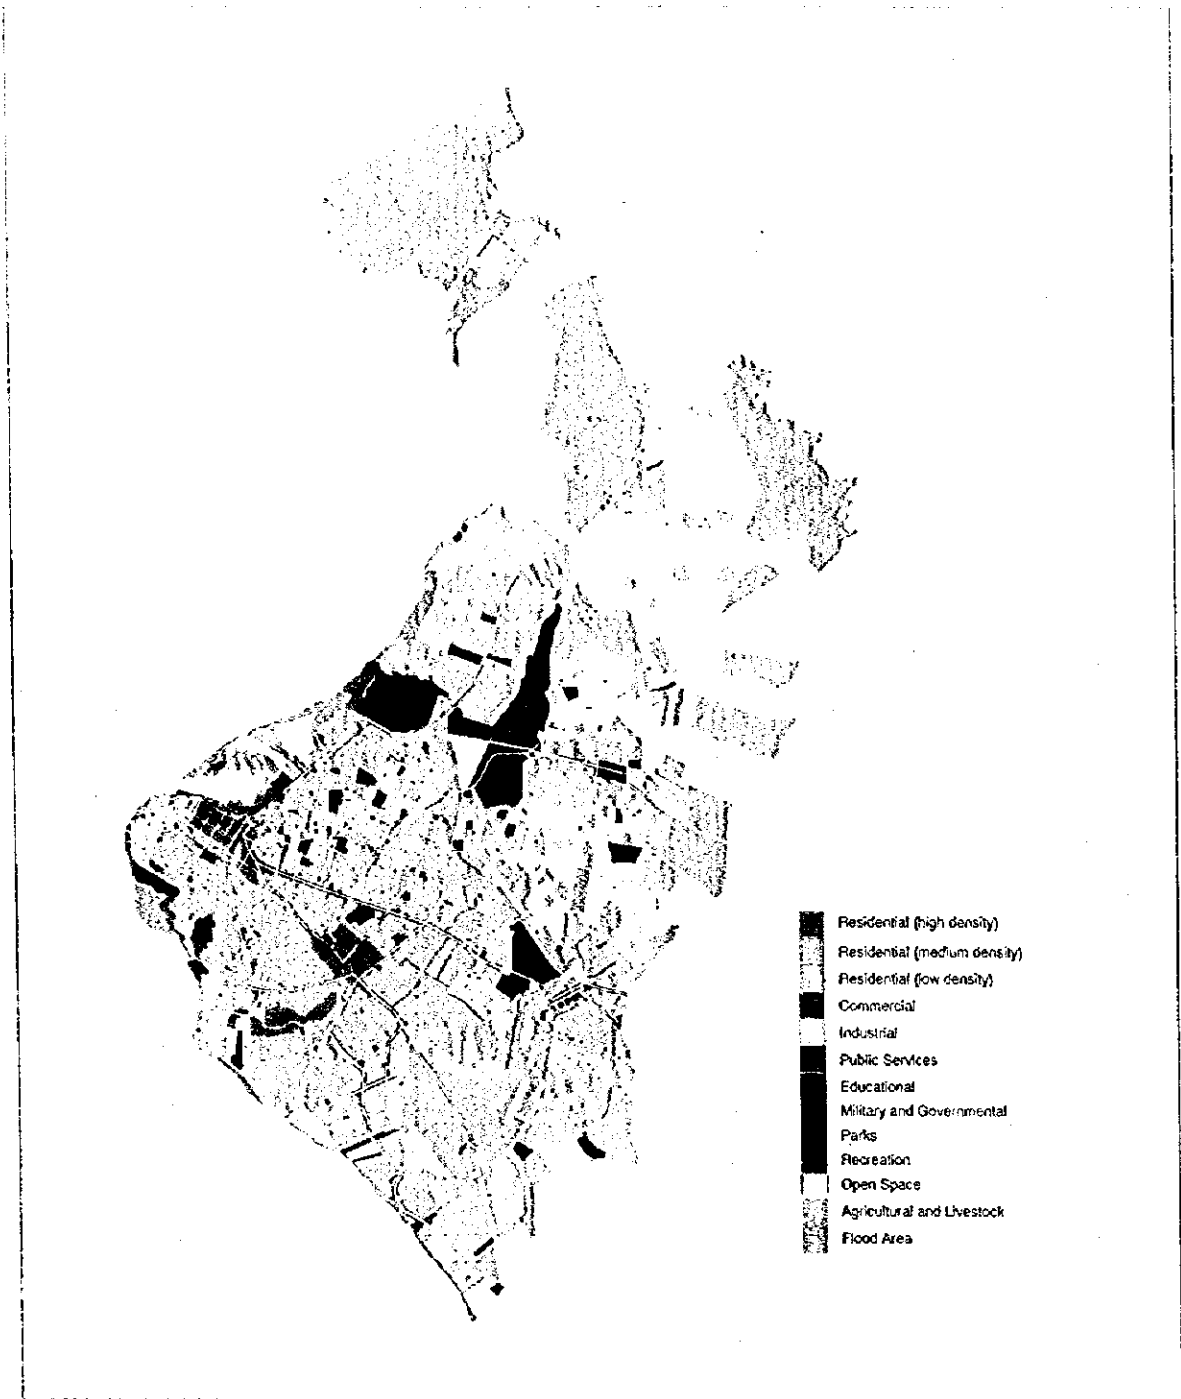 Residential (high density)
Residential (medium density)
Residential (low density)
Commercial
Industrial
Public Services
Educational
Military and Governmental
Parks
Recreation
Open Space
Agricultural and Livestock
Flood Area